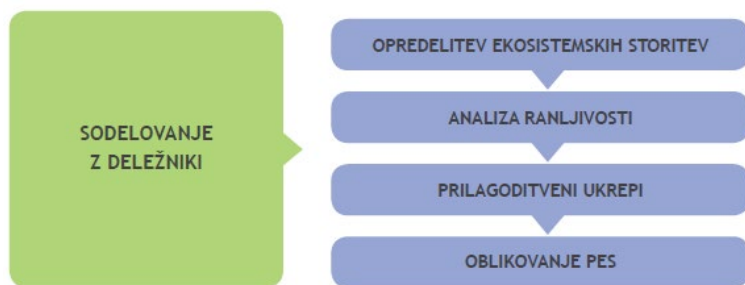 SODELOVANJE
Z DELEŽNIKI
OPREDELITEV EKOSISTEMSKIH STORITEV
ANALIZA RANLJIVOSTI
PRILAGODITVENI UKREPI
OBLIKOVANJE PES